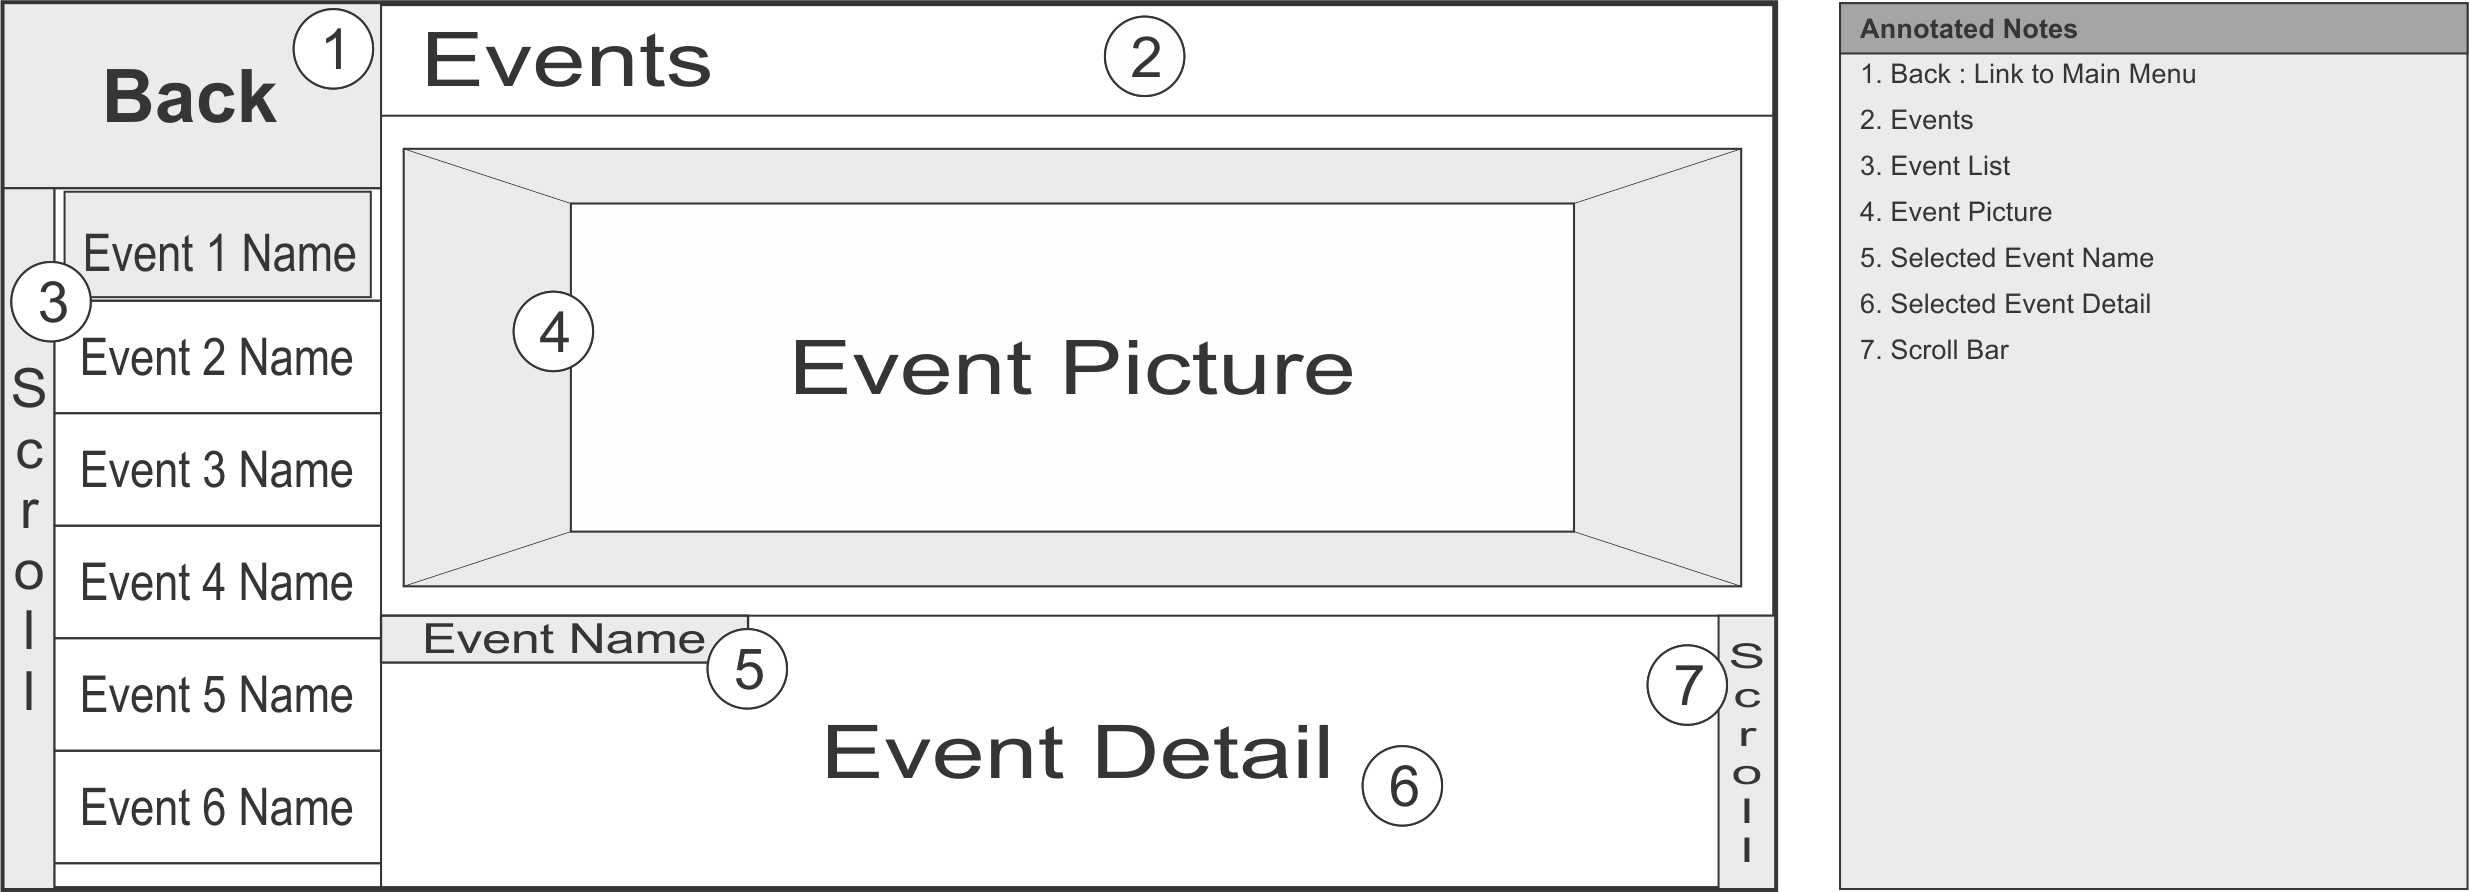 Back
1
Events
2
Event 1 Name
3
Event 2 Name
Event 3 Name
Event 4 Name
Event 5 Name
Event 6 Name
Scroll
4
Event Picture
Event Name
5
Event Detail
6
7
Scroll
Annotated Notes
1. Back : Link to Main Menu
2. Events
3. Event List
4. Event Picture
5. Selected Event Name
6. Selected Event Detail
7. Scroll Bar